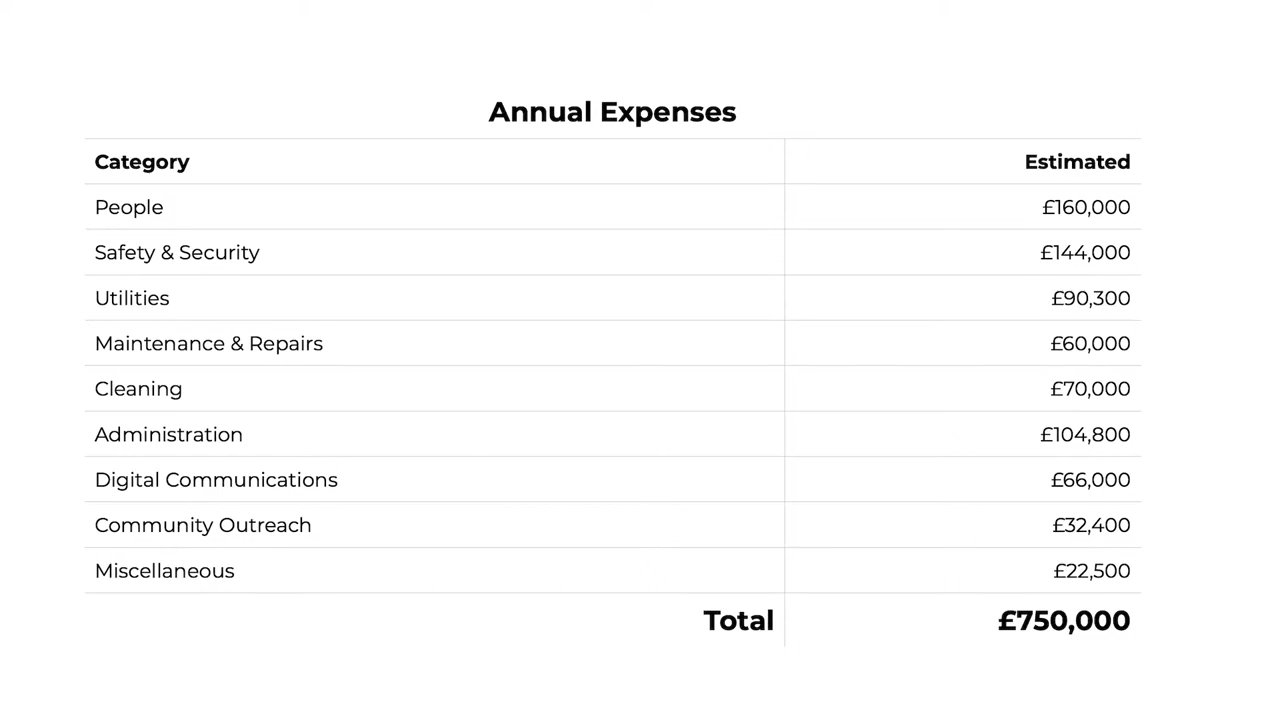 Annual Expenses
Category Estimated
People £160,000
Safety & Security £144,000
Utilities £90,300
Maintenance & Repairs £60,000
Cleaning £70,000
Administration £104,800
Digital Communications £66,000
Community Outreach £32,400
Miscellaneous £22,500
Total £750,000